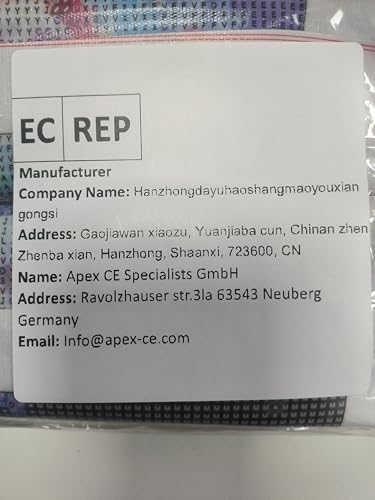 EC REP
Manufacturer
Company Name: Hanzhongdayuhaoshangmaoyouxian
gongsi
Address: Gaojiawan xiaozu, Yuanjiaba cun, Chinan zhen
Zhenba xian, Hanzhong, Shaanxi, 723600, CN
Name: Apex CE Specialists GmbH
Address: Ravolzhauser str.3la 63543 Neuberg
Germany
Email: Info@apex-ce.com